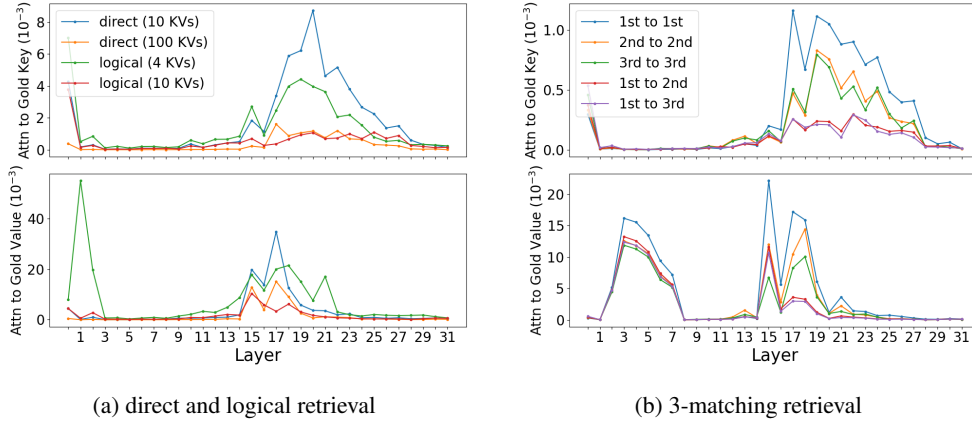 Attn to Gold Key (10⁻³)
8
6
4
2
0
direct (10 KVs)
direct (100 KVs)
logical (4 KVs)
logical (10 KVs)
Attn to Gold Value (10⁻³)
40
20
0
1 3 5 7 9 11 13 15 17 19 21 23 25 27 29 31
Layer
(a) direct and logical retrieval
Attn to Gold Key (10⁻³)
1.0
0.5
0.0
1st to 1st
2nd to 2nd
3rd to 3rd
1st to 2nd
1st to 3rd
Attn to Gold Value (10⁻³)
20
15
10
5
0
1 3 5 7 9 11 13 15 17 19 21 23 25 27 29 31
Layer
(b) 3-matching retrieval